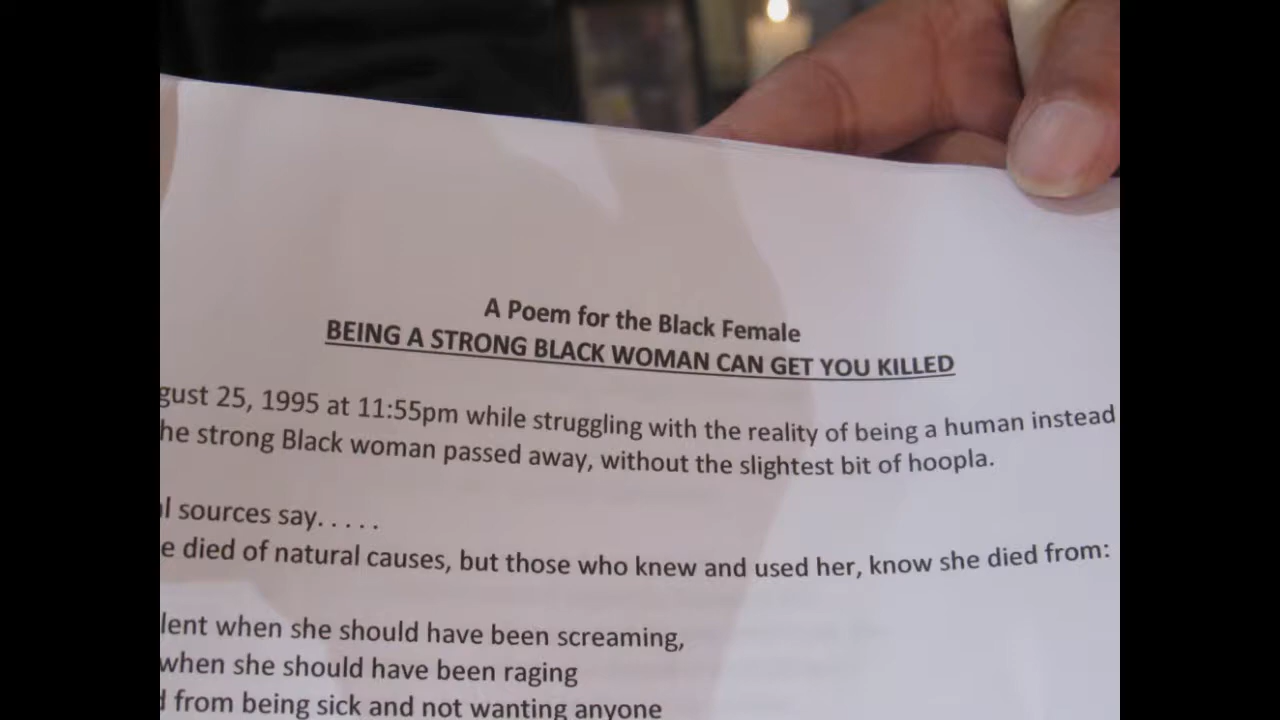 A Poem for the Black Female
BEING A STRONG BLACK WOMAN CAN GET YOU KILLED
gust 25, 1995 at 11:55pm while struggling with the reality of being a human instead
he strong Black woman passed away, without the slightest bit of hoopla.
l sources say. . . . .
e died of natural causes, but those who knew and used her, know she died from:
lent when she should have been screaming,
when she should have been raging
d from being sick and not wanting anyone